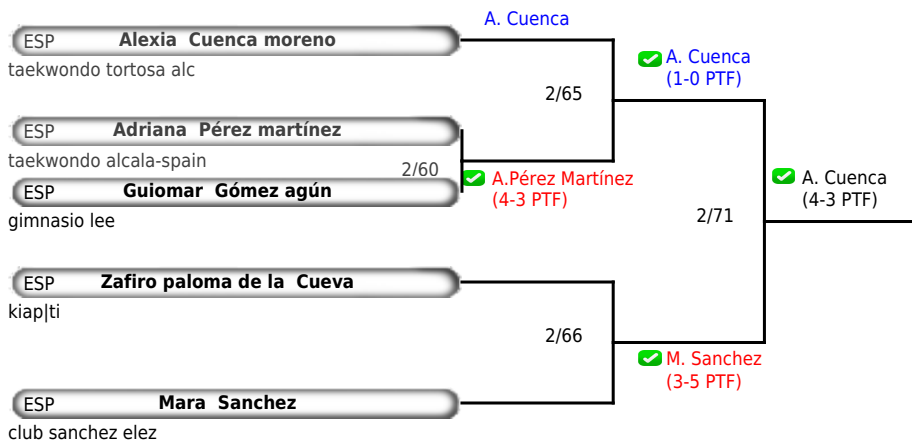 A. Cuenca
ESP Alexia Cuenca moreno
taekwondo tortosa alc
A. Cuenca
(1-0 PTF)
2/65
ESP Adriana Pérez martínez
taekwondo alcala-spain
2/60
A.Pérez Martínez
(4-3 PTF)
A. Cuenca
(4-3 PTF)
ESP Guiomar Gómez agún
gimnasio lee
2/71
ESP Zafiro paloma de la Cueva
kiap|ti
2/66
M. Sanchez
(3-5 PTF)
ESP Mara Sanchez
club sanchez elez